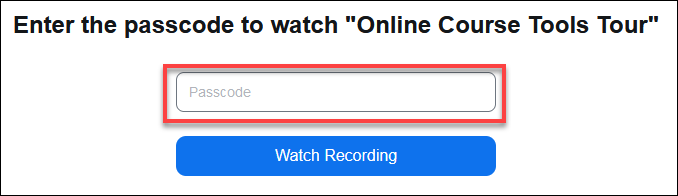 Enter the passcode to watch "Online Course Tools Tour"
Passcode
Watch Recording